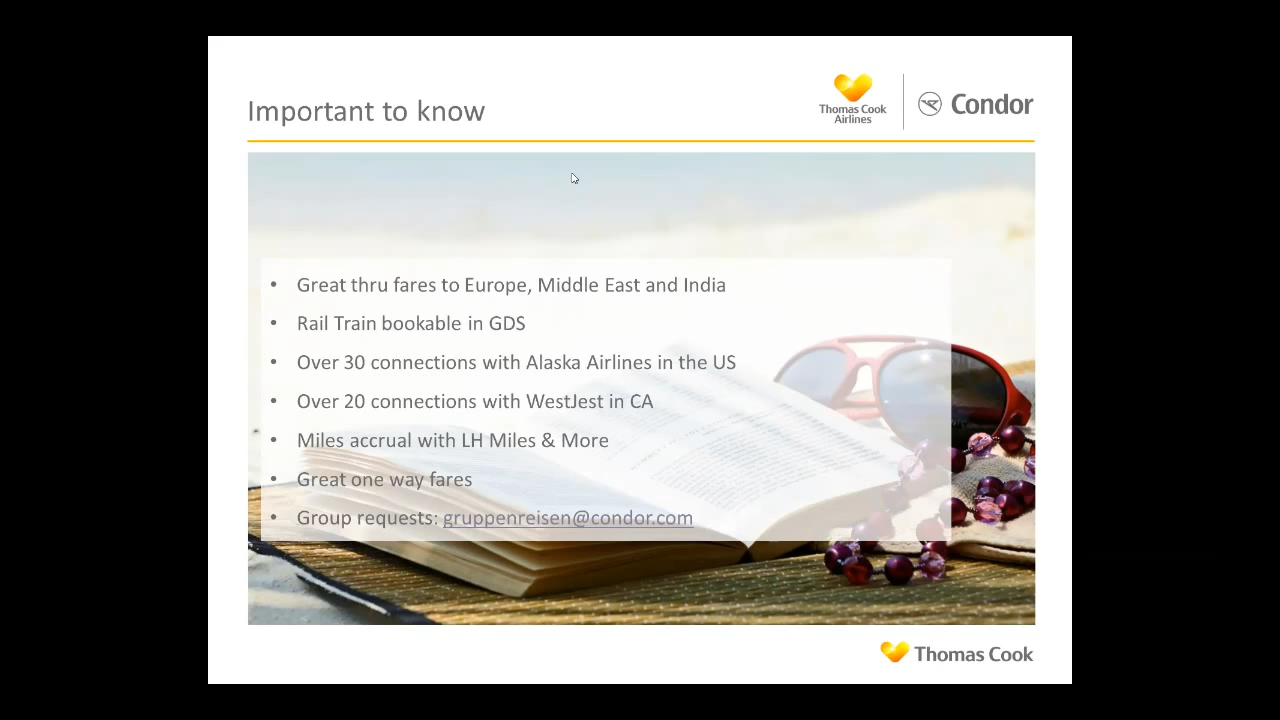 Important to know
Thomas Cook
Airlines
Condor
• Great thru fares to Europe, Middle East and India
• Rail Train bookable in GDS
• Over 30 connections with Alaska Airlines in the US
• Over 20 connections with WestJest in CA
• Miles accrual with LH Miles & More
• Great one way fares
• Group requests: gruppenreisen@condor.com
Thomas Cook